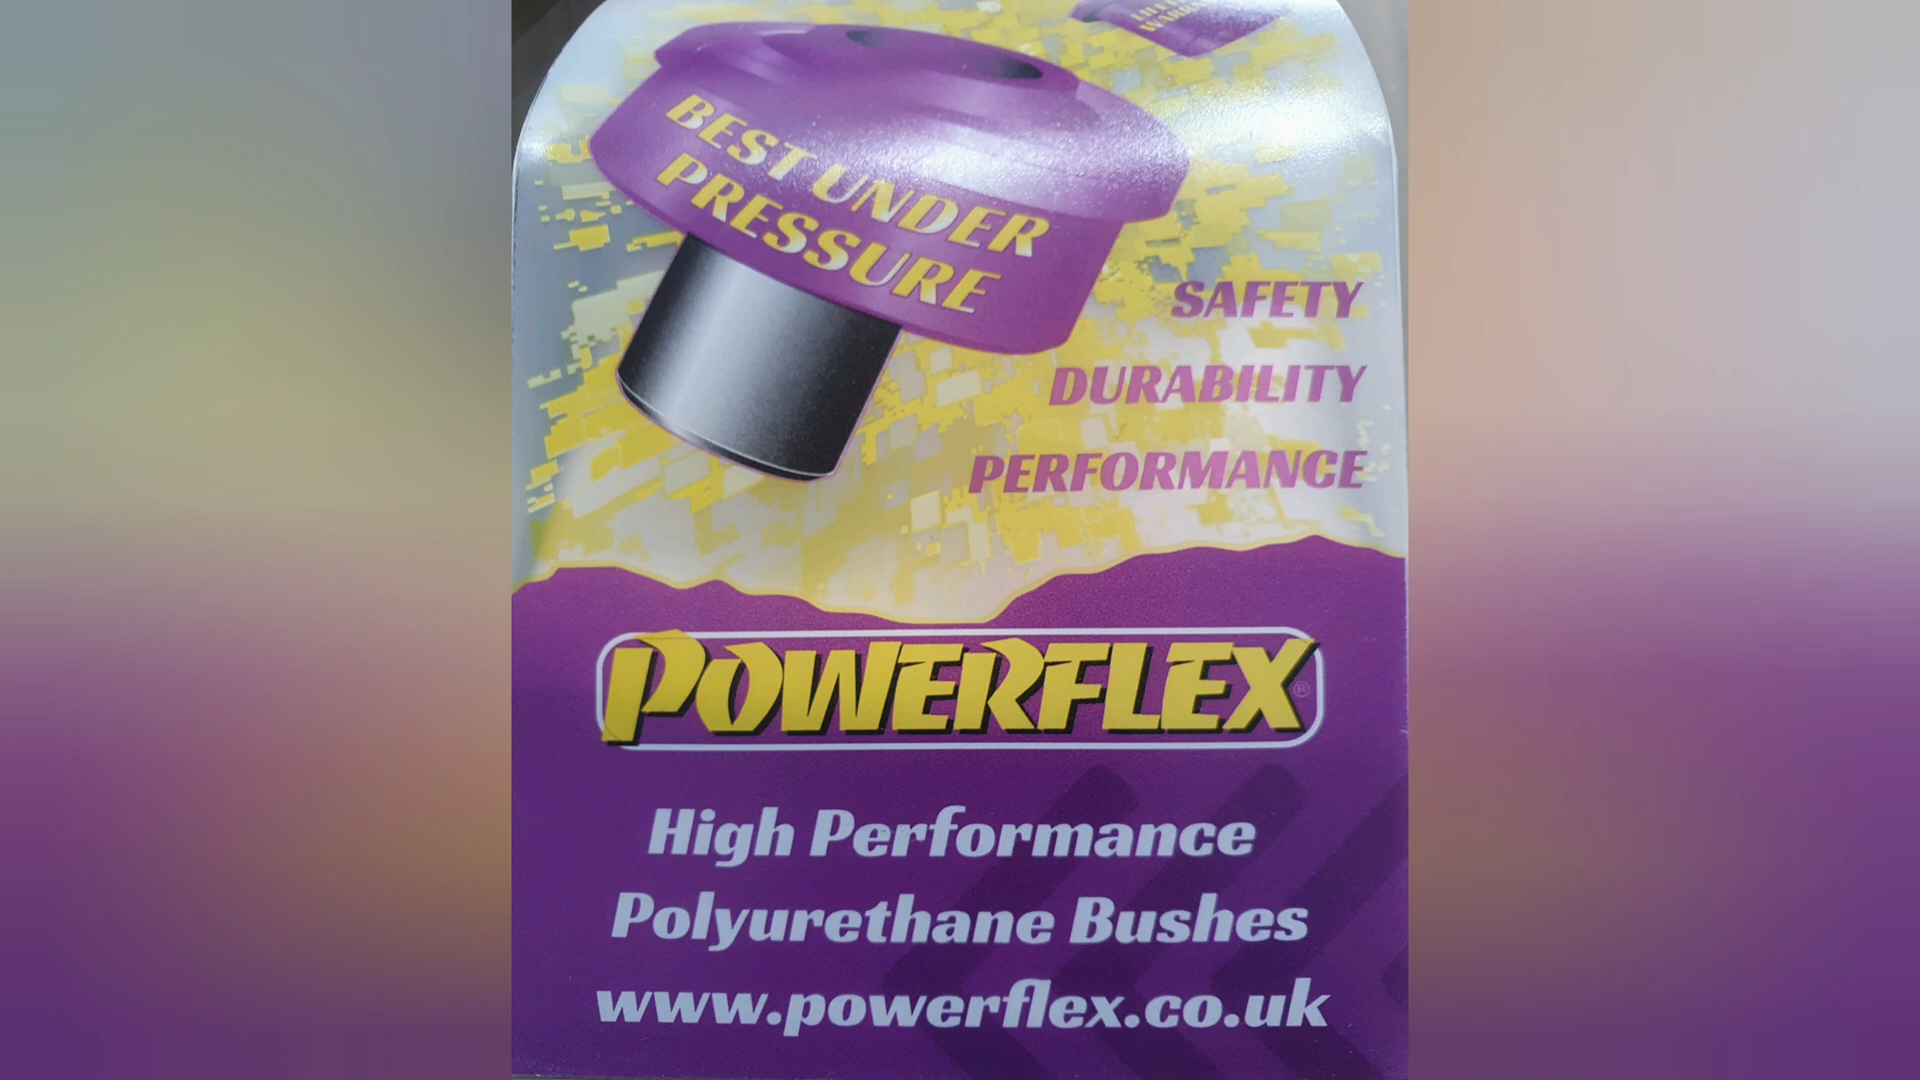 BEST UNDER
PRESSURE
SAFETY
DURABILITY
PERFORMANCE
POWERFLEX®
High Performance
Polyurethane Bushes
www.powerflex.co.uk